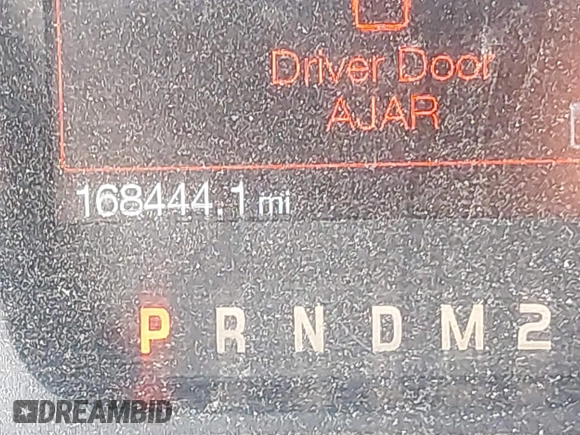 Driver Door
AJAR
168444.1 mi
P R N D M 2
DREAMBID